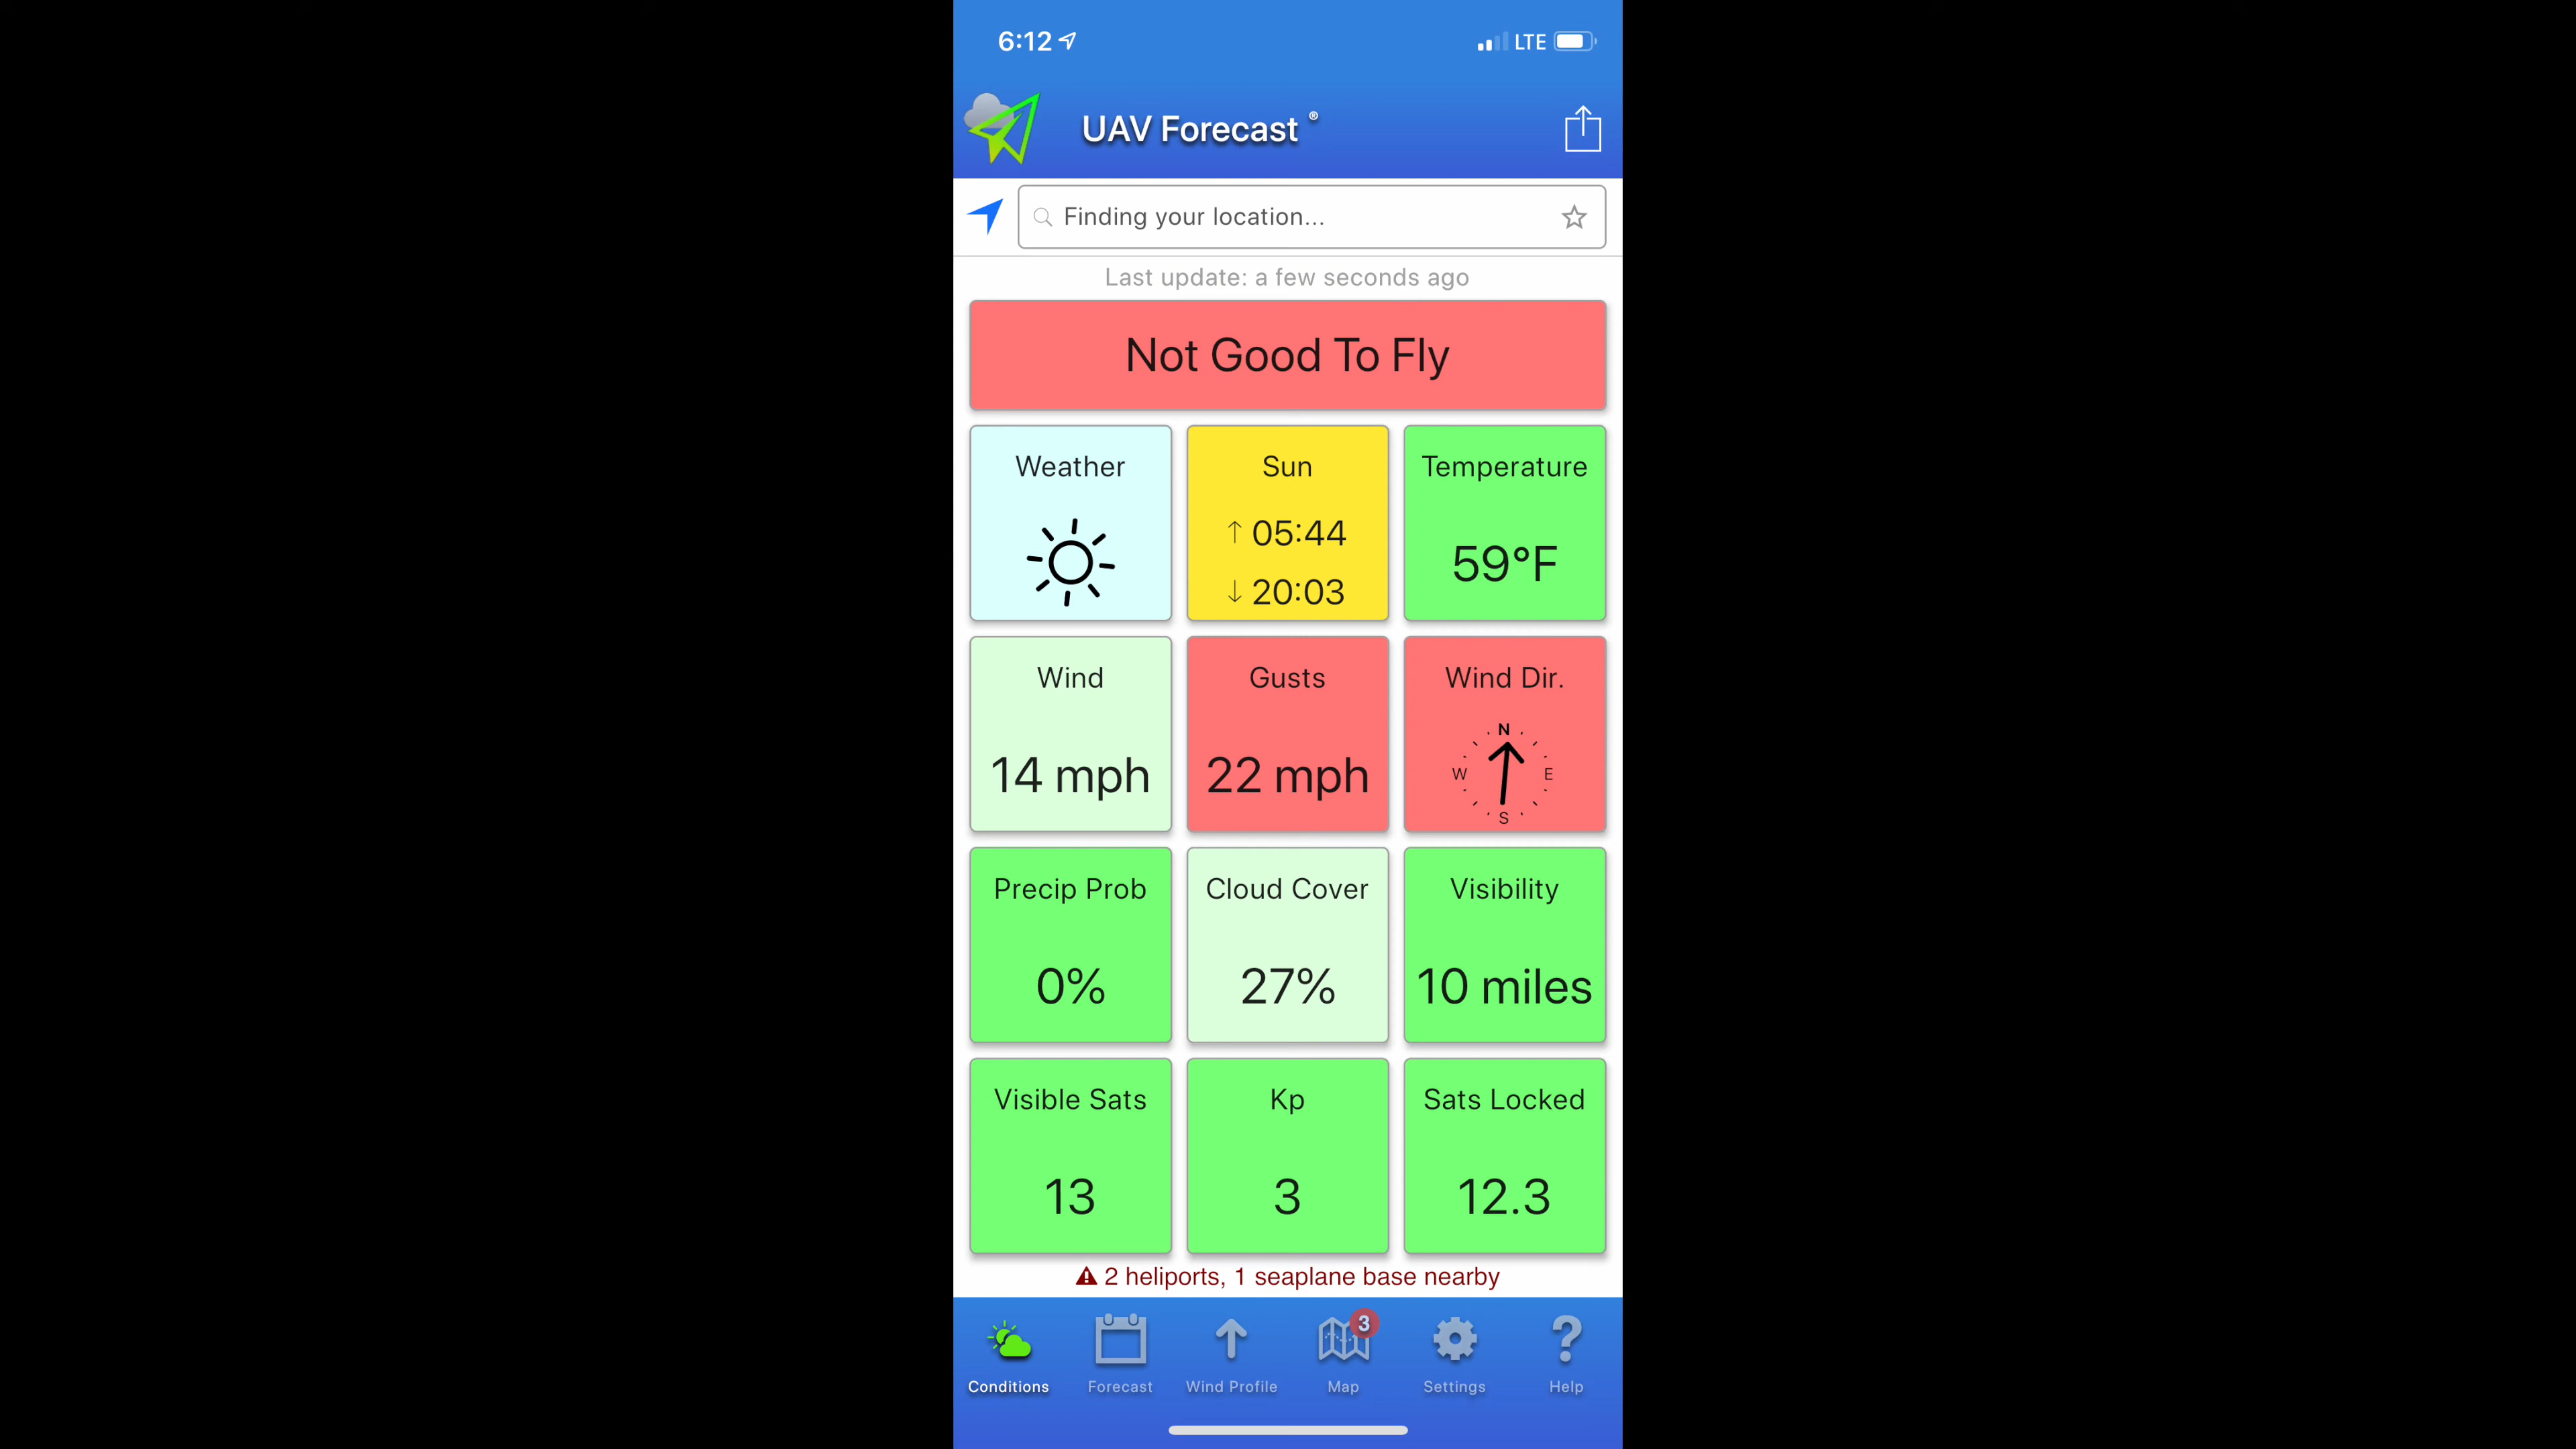 6:12 LTE
UAV Forecast ®
Finding your location...
Last update: a few seconds ago
Not Good To Fly
Weather Sun Temperature
↑ 05:44
59°F
↓ 20:03
Wind Gusts Wind Dir.
N
14 mph 22 mph W E
S
Precip Prob Cloud Cover Visibility
0% 27% 10 miles
Visible Sats Kp Sats Locked
13 3 12.3
2 heliports, 1 seaplane base nearby
3
Conditions Forecast Wind Profile Map Settings Help